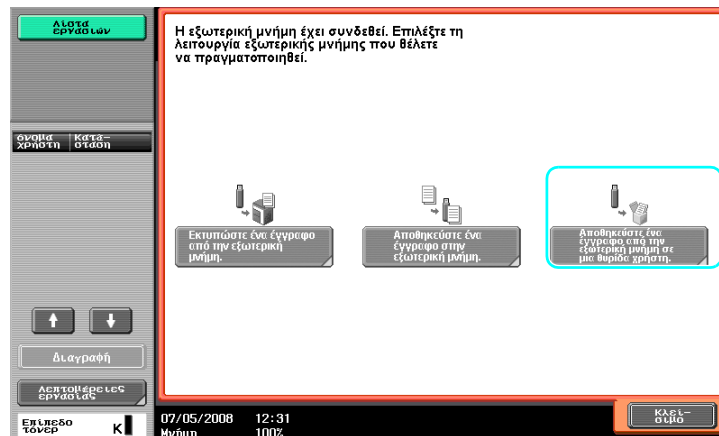 Λίστα
εργασιών
Η εξωτερική μνήμη έχει συνδεθεί. Επιλέξτε τη
λειτουργία εξωτερικής μνήμης που θέλετε
να πραγματοποιηθεί.
όνομα
χρήστη
Κατά-
σταση
Εκτυπώστε ένα έγγραφο
από την εξωτερική
μνήμη.
Αποθηκεύστε ένα
έγγραφο στην
εξωτερική μνήμη.
Αποθηκεύστε ένα
έγγραφο από την
εξωτερική μνήμη σε
μια θυρίδα χρήστη.
Διαγραφή
Λεπτομέρειες
εργασίας
Επίπεδο
τόνερ
K
07/05/2008 12:31
Μνήμη 100%
Κλεί-
σιμο